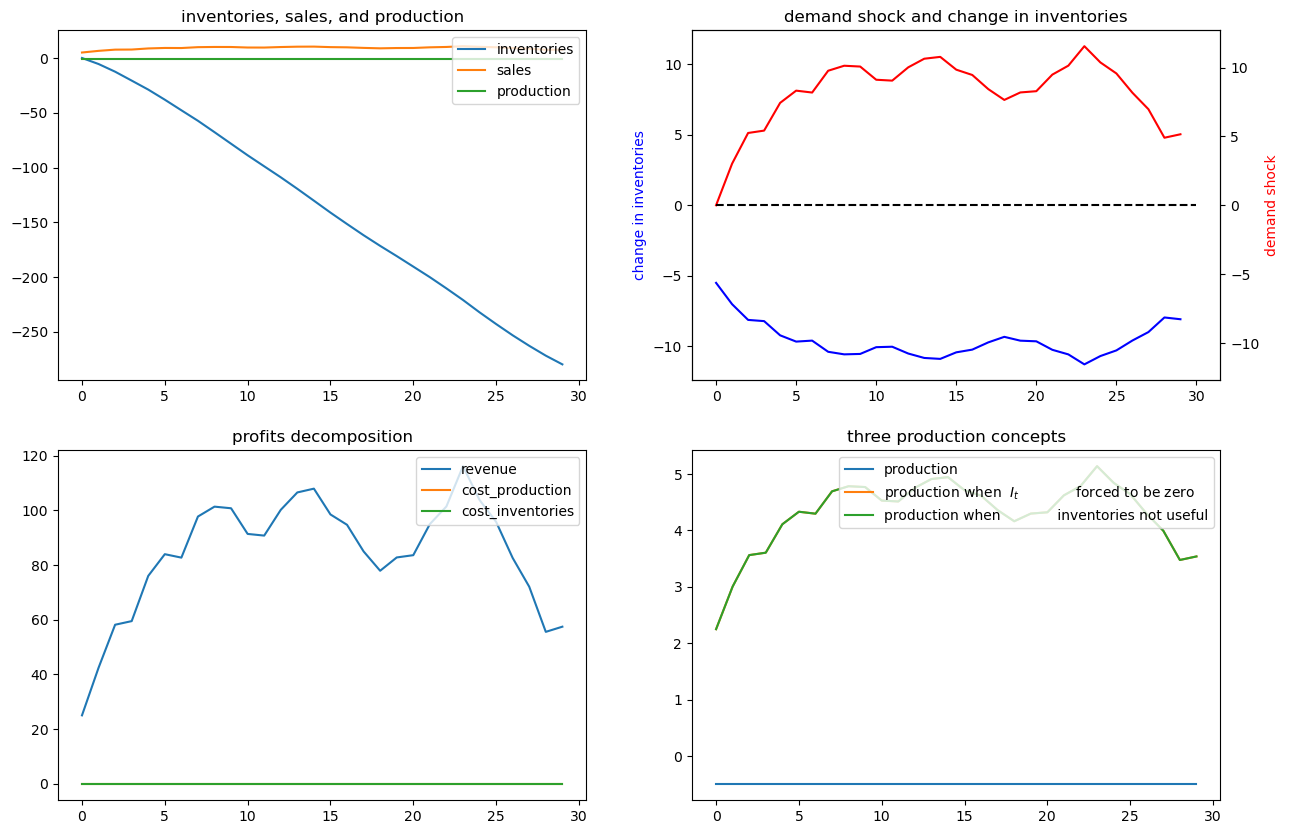 inventories, sales, and production
0
−50
−100
−150
−200
−250
0 5 10 15 20 25 30
inventories
sales
production
demand shock and change in inventories
change in inventories
10
5
0
−5
−10
0 5 10 15 20 25 30
10
5
0
−5
−10
demand shock
profits decomposition
120
100
80
60
40
20
0
0 5 10 15 20 25 30
revenue
cost_production
cost_inventories
three production concepts
5
4
3
2
1
0
0 5 10 15 20 25 30
production
production when I_t forced to be zero
production when inventories not useful